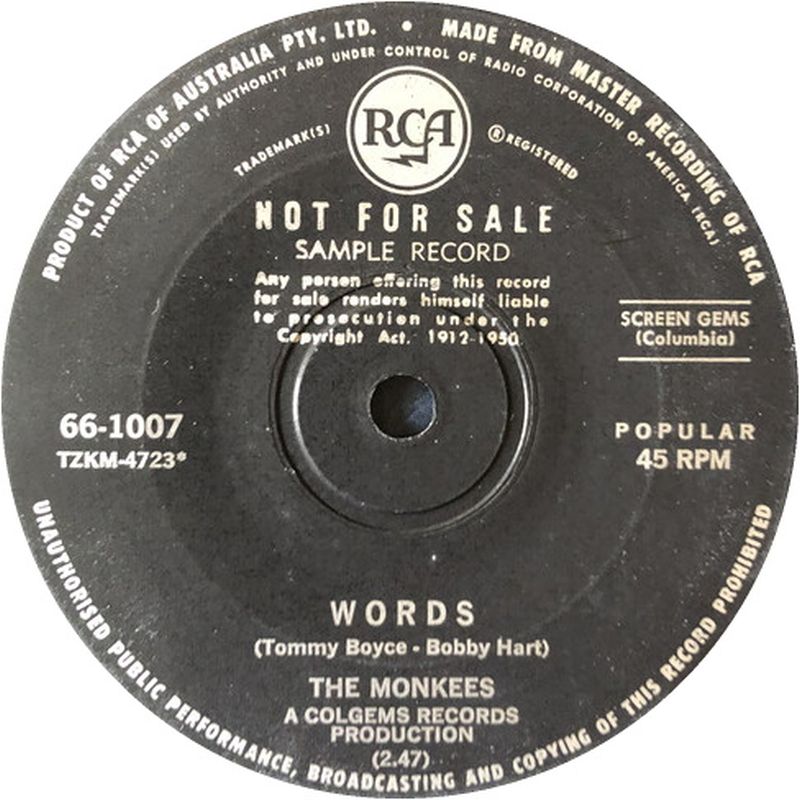 PRODUCT OF RCA OF AUSTRALIA PTY. LTD. • MADE FROM MASTER RECORDING OF RCA
TRADEMARK(S) USED BY AUTHORITY AND UNDER CONTROL OF RADIO CORPORATION OF AMERICA (RCA)
RCA
TRADEMARK(S) ® REGISTERED
NOT FOR SALE
SAMPLE RECORD
Any person offering this record
for sale renders himself liable
to prosecution under the
Copyright Act. 1912-1950
SCREEN GEMS
(Columbia)
66-1007
TZKM-4723*
POPULAR
45 RPM
WORDS
(Tommy Boyce - Bobby Hart)
THE MONKEES
A COLGEMS RECORDS
PRODUCTION
(2.47)
UNAUTHORISED PUBLIC PERFORMANCE, BROADCASTING AND COPYING OF THIS RECORD PROHIBITED